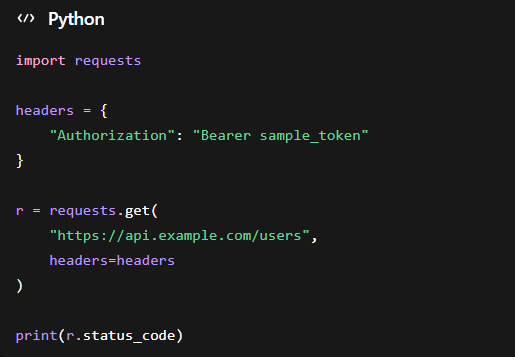 Python
import requests
headers = {
    "Authorization": "Bearer sample_token"
}
r = requests.get(
    "https://api.example.com/users",
    headers=headers
)
print(r.status_code)